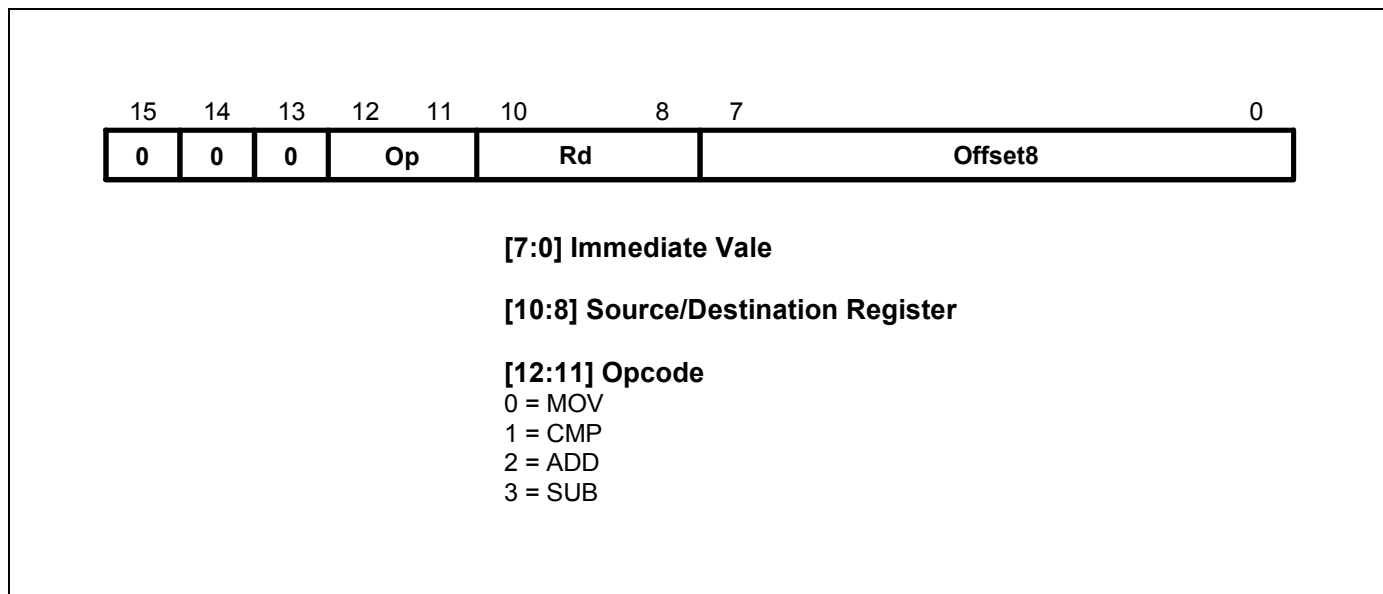 15 14 13 12 11 10 8 7 0
0 0 0 Op Rd Offset8
[7:0] Immediate Vale
[10:8] Source/Destination Register
[12:11] Opcode
0 = MOV
1 = CMP
2 = ADD
3 = SUB